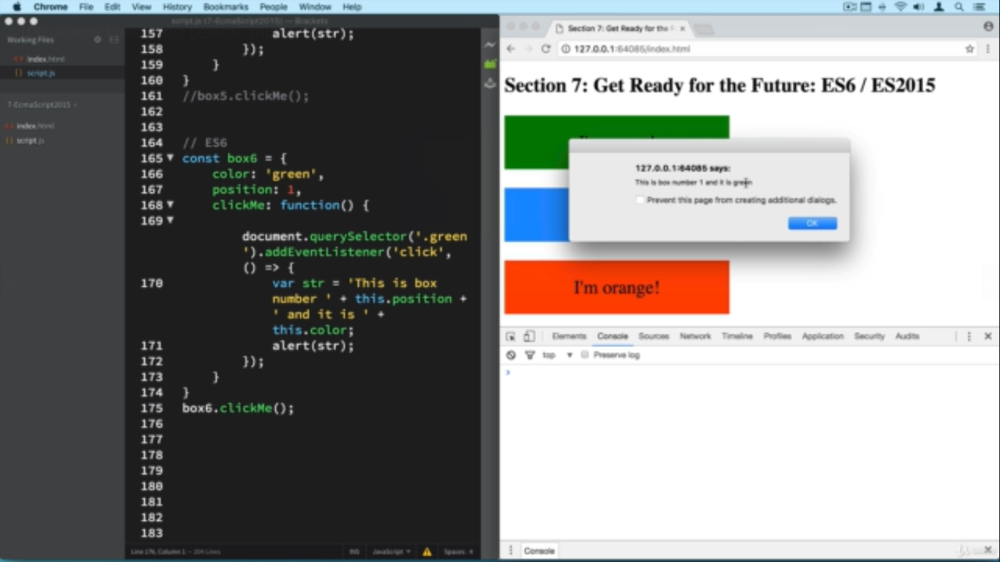 Chrome File Edit View History Bookmarks People Window Help
script.js (7-EcmaScript2015) — Brackets
Working Files
index.html
script.js
7-EcmaScript2015
index.html
script.js
157 alert(str);
158 });
159 }
160 }
161 //box5.clickMe();
162
163
164 // ES6
165 const box6 = {
166 color: 'green',
167 position: 1,
168 clickMe: function() {
169
document.querySelector('.green
').addEventListener('click',
() => {
170 var str = 'This is box
number ' + this.position +
' and it is ' +
this.color;
171 alert(str);
172 });
173 }
174 }
175 box6.clickMe();
176
177
178
179
180
181
182
183
Line 176, Column 1 — 204 Lines
INS JavaScript Spaces: 4
Section 7: Get Ready for the F
127.0.0.1:64085/index.html
Section 7: Get Ready for the Future: ES6 / ES2015
127.0.0.1:64085 says:
This is box number 1 and it is green
Prevent this page from creating additional dialogs.
OK
I'm orange!
Elements Console Sources Network Timeline Profiles Application Security Audits
top Preserve log
Console